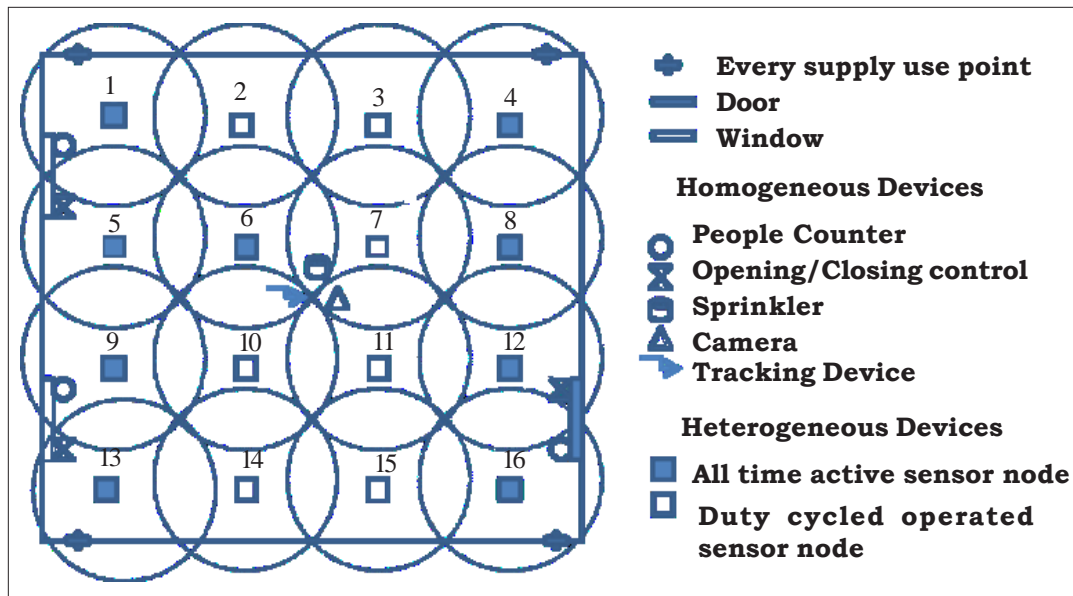 1
2
3
4
5
6
7
8
9
10
11
12
13
14
15
16
Every supply use point
Door
Window
Homogeneous Devices
People Counter
Opening/Closing control
Sprinkler
Camera
Tracking Device
Heterogeneous Devices
All time active sensor node
Duty cycled operated
sensor node